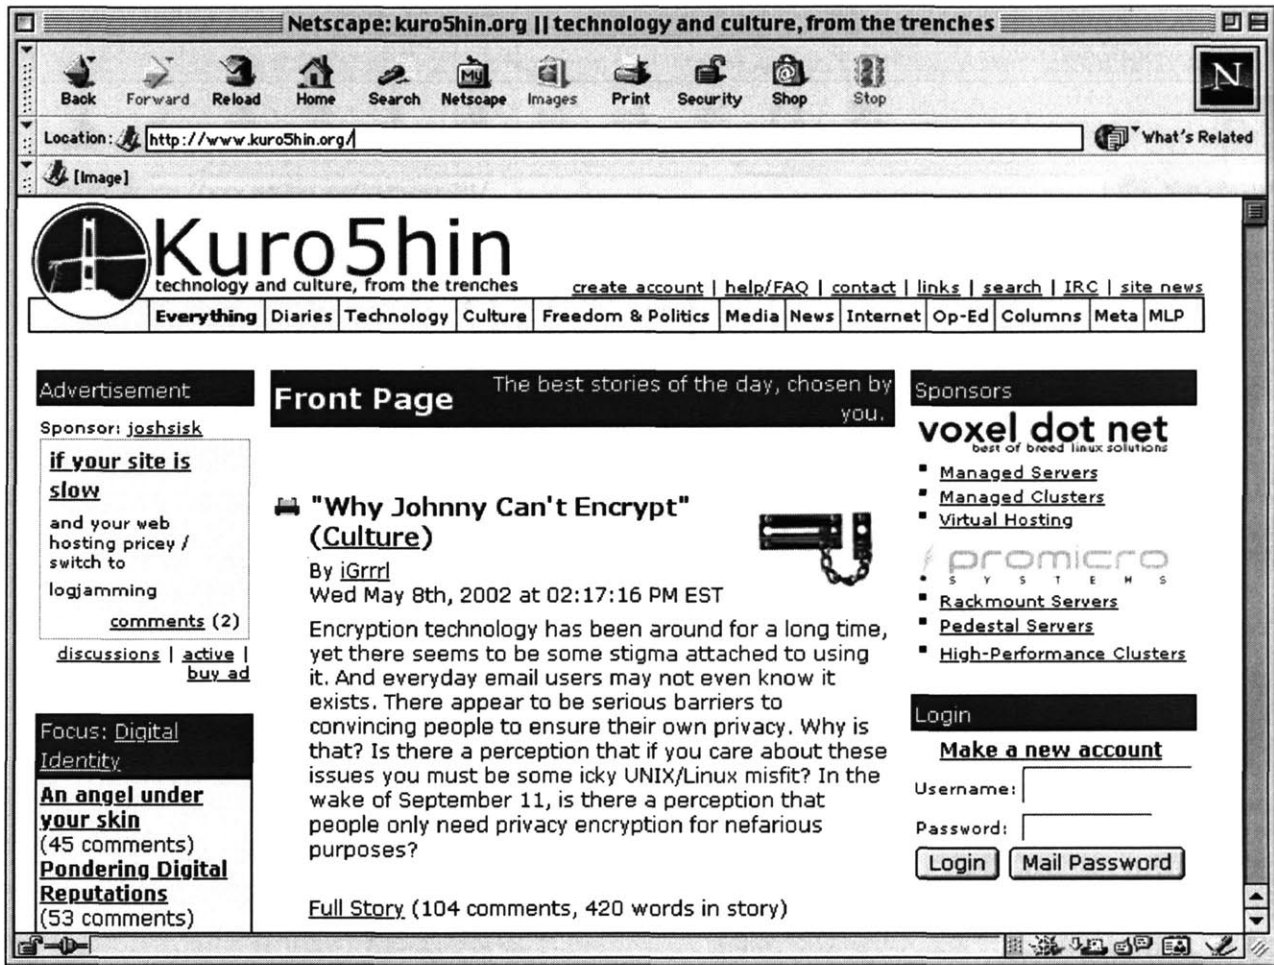 Netscape: kuro5hin.org || technology and culture, from the trenches
Back Forward Reload Home Search Netscape Images Print Security Shop Stop
My
N
Location: http://www.kuro5hin.org/ What's Related
[Image]
Kuro5hin
technology and culture, from the trenches
create account | help/FAQ | contact | links | search | IRC | site news
Everything Diaries Technology Culture Freedom & Politics Media News Internet Op-Ed Columns Meta MLP
Advertisement
Sponsor: joshsisk
if your site is
slow
and your web
hosting pricey /
switch to
logjamming
comments (2)
discussions | active |
buy ad
Focus: Digital
Identity
An angel under
your skin
(45 comments)
Pondering Digital
Reputations
(53 comments)
Front Page
The best stories of the day, chosen by
you.
"Why Johnny Can't Encrypt"
(Culture)
By iGrrrl
Wed May 8th, 2002 at 02:17:16 PM EST
Encryption technology has been around for a long time,
yet there seems to be some stigma attached to using
it. And everyday email users may not even know it
exists. There appear to be serious barriers to
convincing people to ensure their own privacy. Why is
that? Is there a perception that if you care about these
issues you must be some icky UNIX/Linux misfit? In the
wake of September 11, is there a perception that
people only need privacy encryption for nefarious
purposes?
Full Story (104 comments, 420 words in story)
Sponsors
voxel dot net
best of breed linux solutions
Managed Servers
Managed Clusters
Virtual Hosting
promicro
SYSTEMS
Rackmount Servers
Pedestal Servers
High-Performance Clusters
Login
Make a new account
Username:
Password:
Login Mail Password